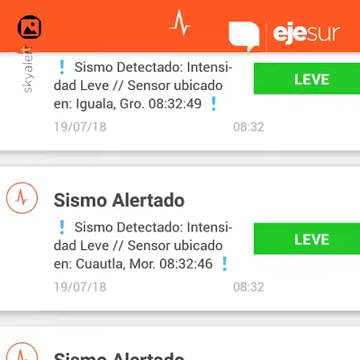 skyalert
ejesur
❗ Sismo Detectado: Intensi-
dad Leve // Sensor ubicado
en: Iguala, Gro. 08:32:49 ❗
LEVE
19/07/18 08:32
Sismo Alertado
❗ Sismo Detectado: Intensi-
dad Leve // Sensor ubicado
en: Cuautla, Mor. 08:32:46 ❗
LEVE
19/07/18 08:32
Sismo Alertado